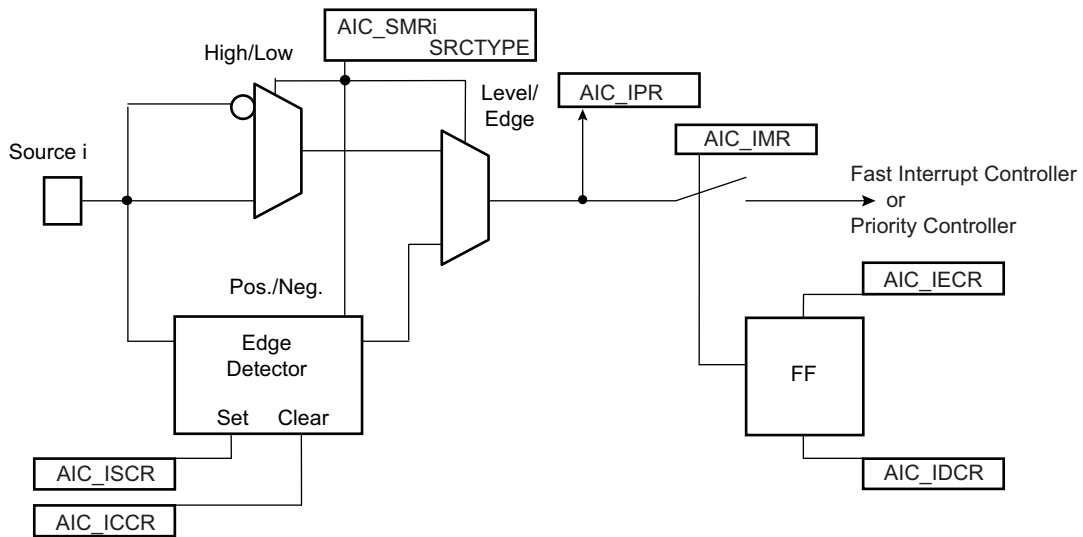 AIC_SMRi
SRCTYPE
High/Low
Level/
Edge
AIC_IPR
AIC_IMR
Source i
Fast Interrupt Controller
or
Priority Controller
Pos./Neg.
AIC_IECR
Edge
Detector
FF
Set Clear
AIC_ISCR
AIC_IDCR
AIC_ICCR